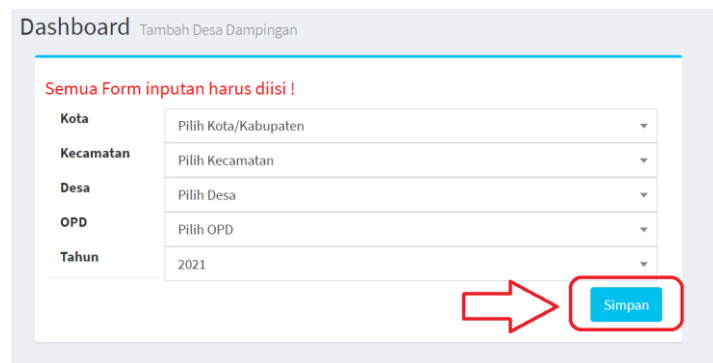 Dashboard Tambah Desa Dampingan
Semua Form inputan harus diisi !
Kota Pilih Kota/Kabupaten
Kecamatan Pilih Kecamatan
Desa Pilih Desa
OPD Pilih OPD
Tahun 2021
Simpan